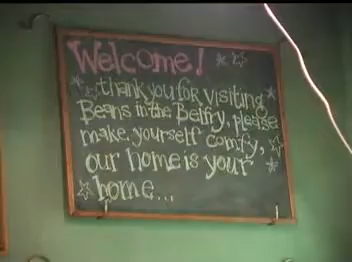 Welcome!
thank you for visiting
Beans in the Belfry, please
make yourself comfy,
our home is your
home...